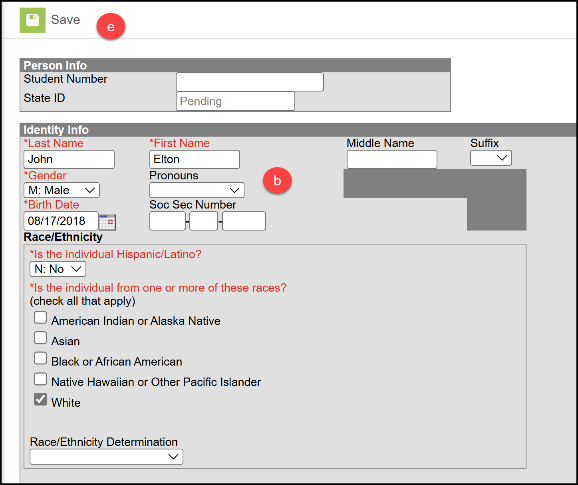 Save
e
Person Info
Student Number
State ID Pending
Identity Info
*Last Name *First Name Middle Name Suffix
John Elton
*Gender Pronouns b
M: Male
*Birth Date Soc Sec Number
08/17/2018 - -
Race/Ethnicity
*Is the individual Hispanic/Latino?
N: No
*Is the individual from one or more of these races?
(check all that apply)
American Indian or Alaska Native
Asian
Black or African American
Native Hawaiian or Other Pacific Islander
White
Race/Ethnicity Determination